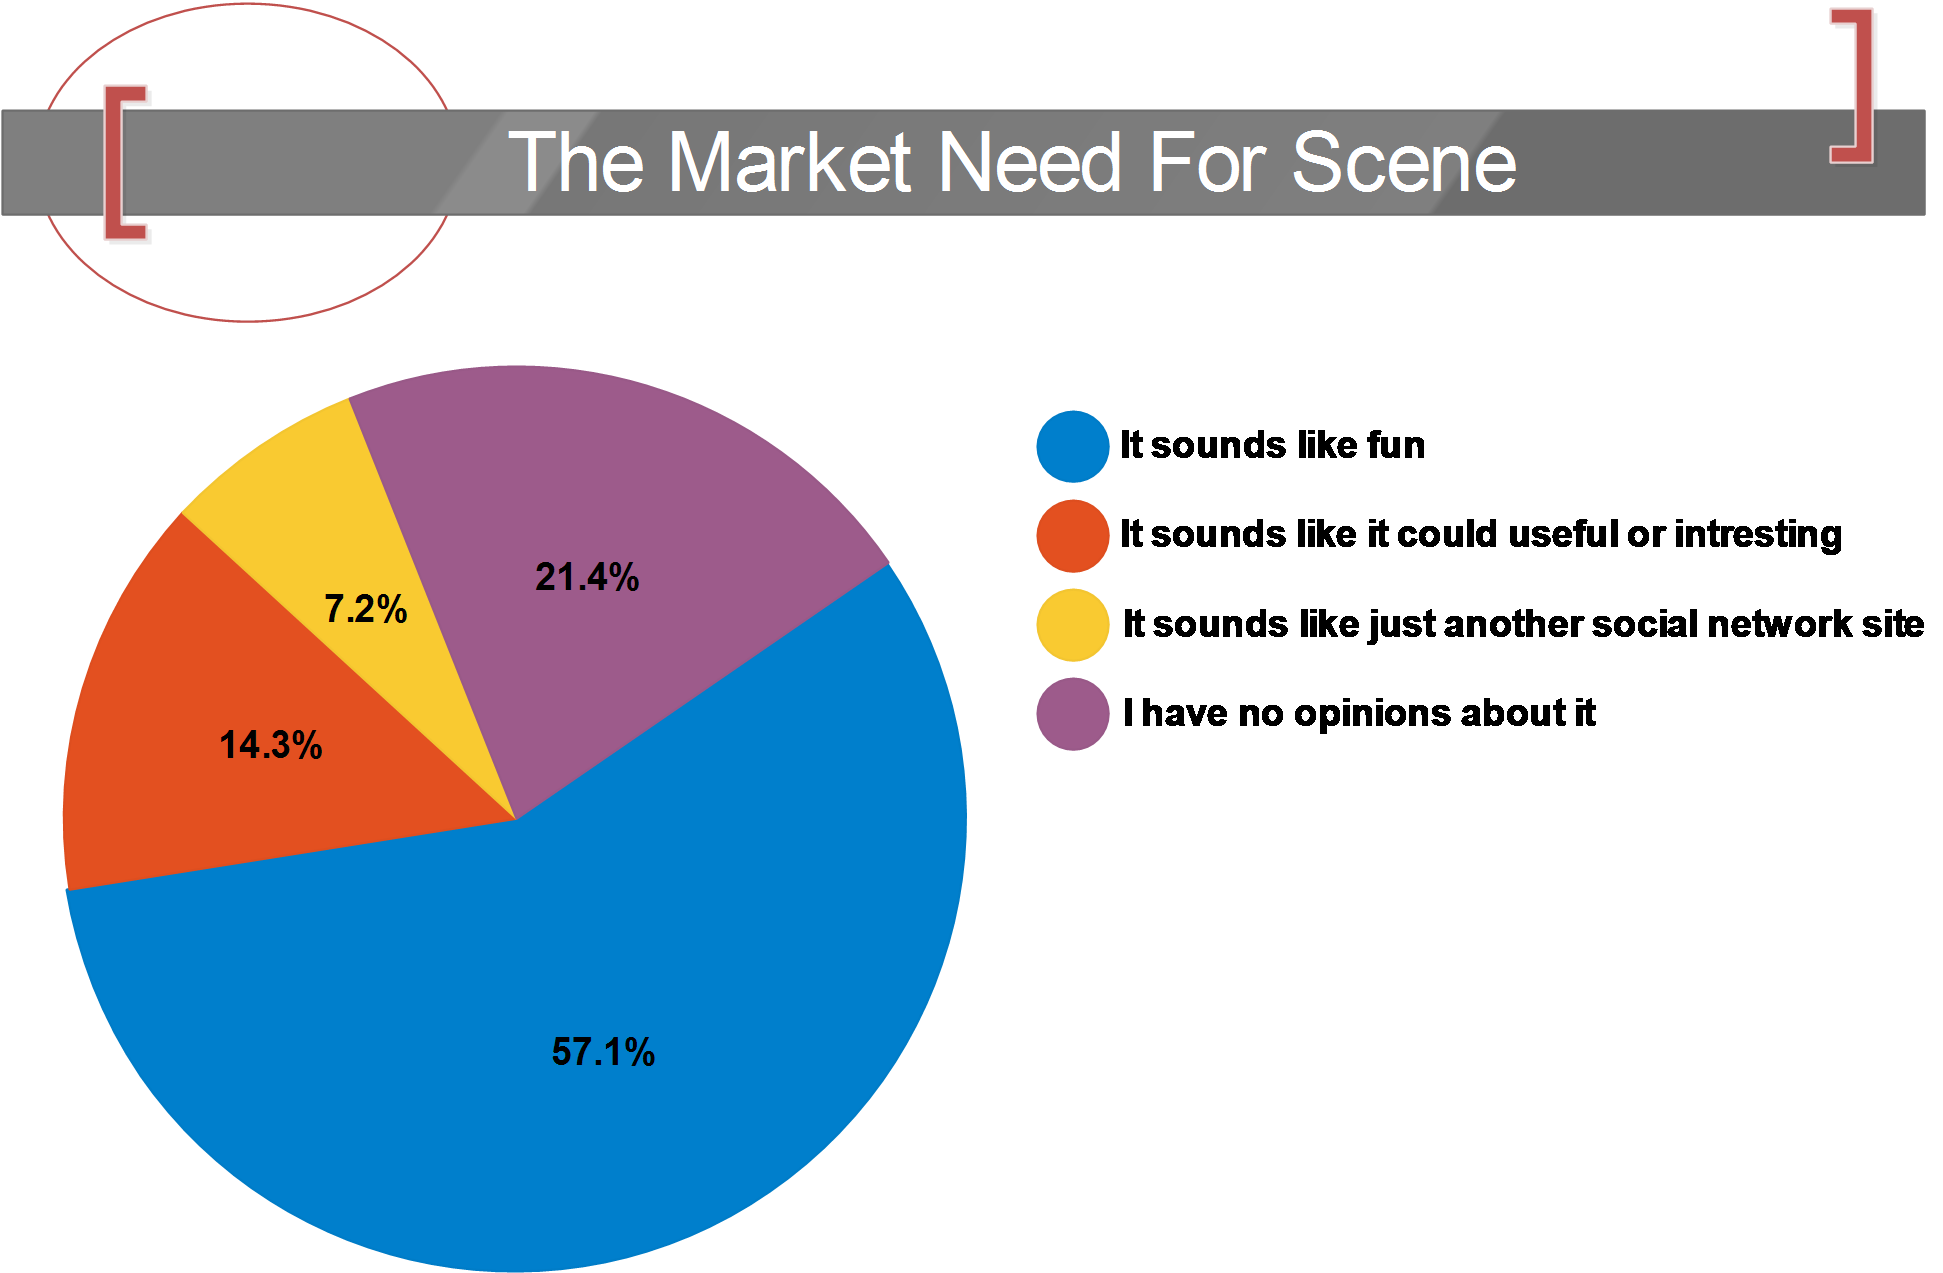 The Market Need For Scene
It sounds like fun
It sounds like it could useful or intresting
It sounds like just another social network site
I have no opinions about it
21.4%
7.2%
14.3%
57.1%